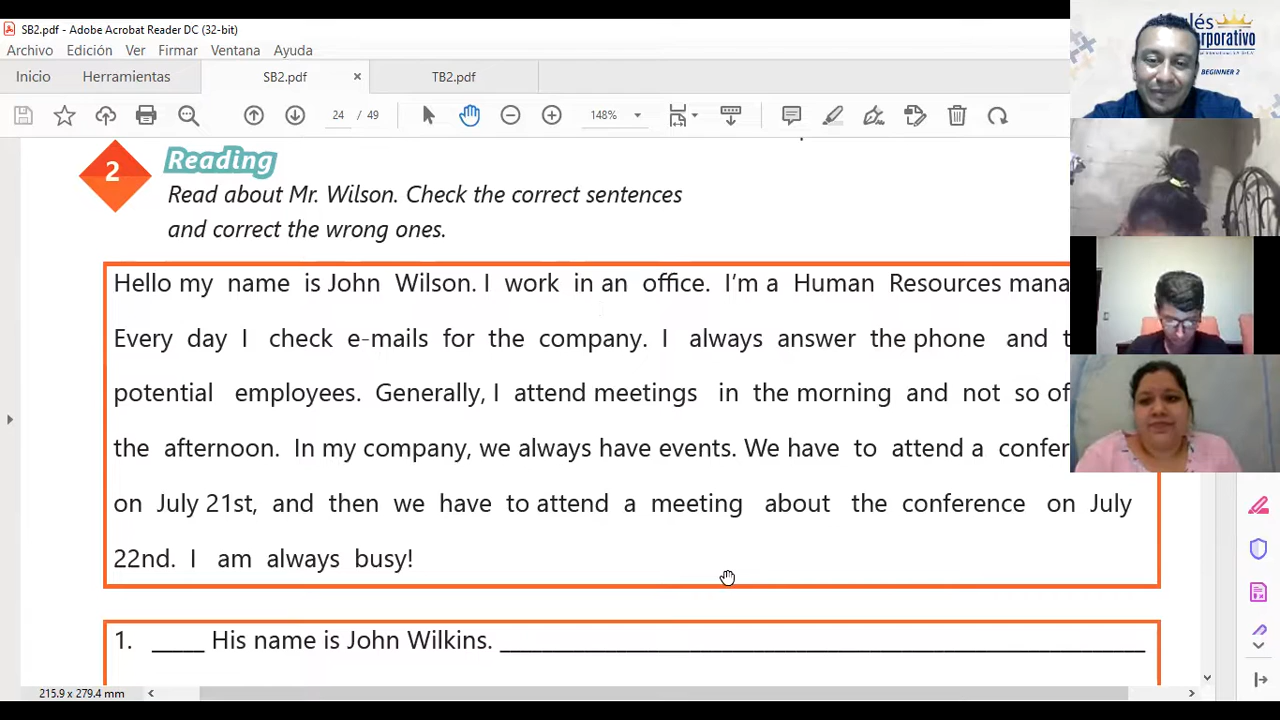 SB2.pdf - Adobe Acrobat Reader DC (32-bit)
Archivo Edición Ver Firmar Ventana Ayuda
Inicio Herramientas SB2.pdf × TB2.pdf
24 / 49 148%
2 Reading
Read about Mr. Wilson. Check the correct sentences
and correct the wrong ones.
Hello my name is John Wilson. I work in an office. I'm a Human Resources mana
Every day I check e-mails for the company. I always answer the phone and t
potential employees. Generally, I attend meetings in the morning and not so of
the afternoon. In my company, we always have events. We have to attend a confer
on July 21st, and then we have to attend a meeting about the conference on July
22nd. I am always busy!
1. _____ His name is John Wilkins. ______________________________
215.9 x 279.4 mm
lés
orporativo
BEGINNER 2